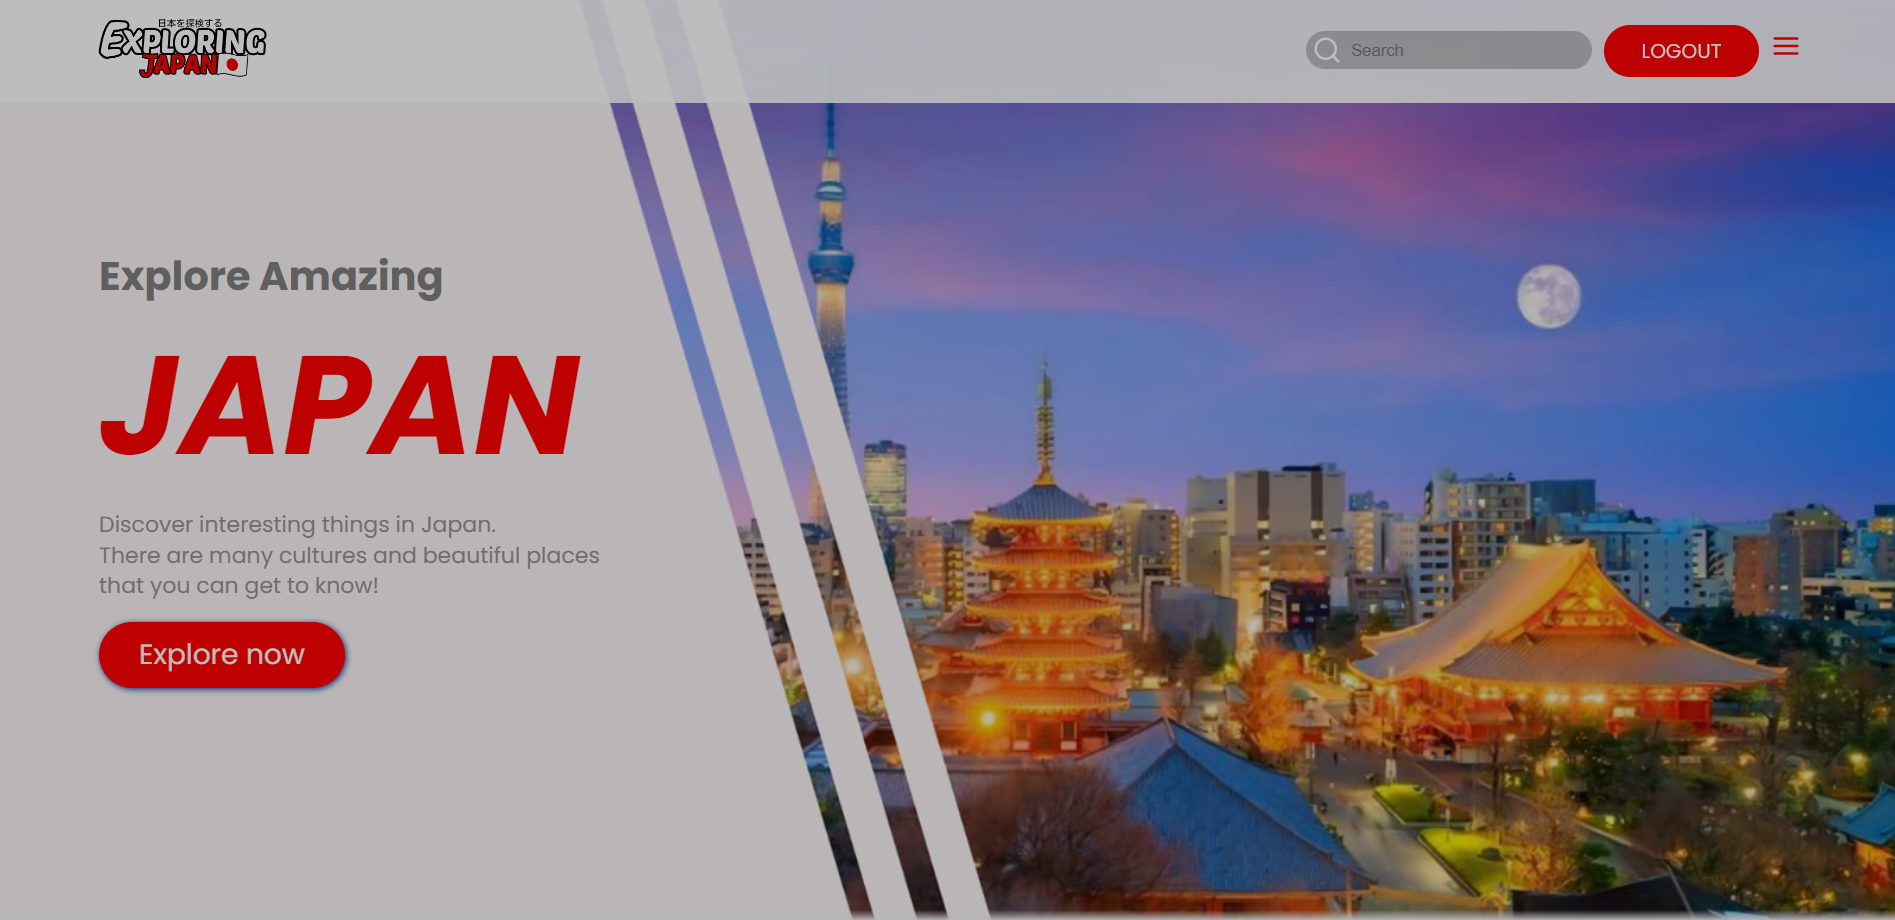 日本を探検する
EXPLORING
JAPAN
Search
LOGOUT
Explore Amazing
JAPAN
Discover interesting things in Japan.
There are many cultures and beautiful places
that you can get to know!
Explore now